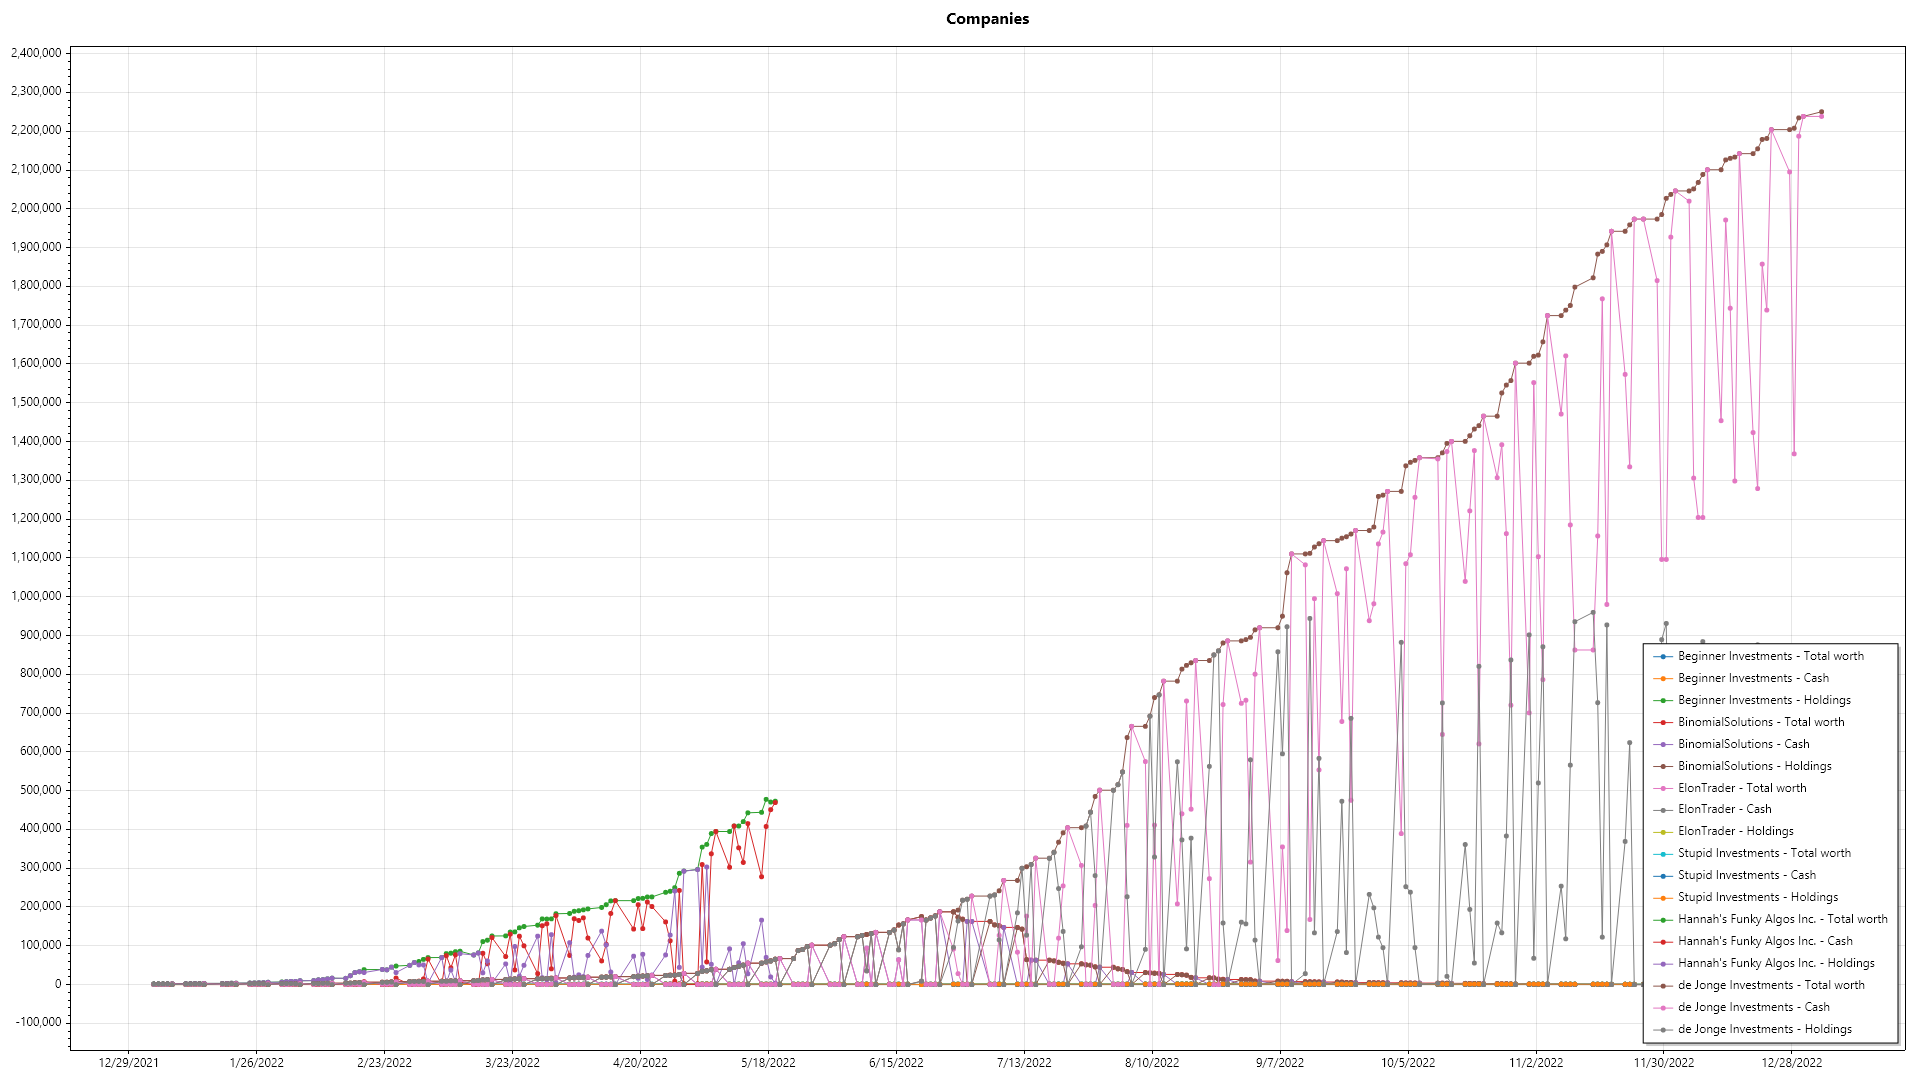 Companies
2,400,000
2,300,000
2,200,000
2,100,000
2,000,000
1,900,000
1,800,000
1,700,000
1,600,000
1,500,000
1,400,000
1,300,000
1,200,000
1,100,000
1,000,000
900,000
800,000
700,000
600,000
500,000
400,000
300,000
200,000
100,000
0
-100,000
12/29/2021 1/26/2022 2/23/2022 3/23/2022 4/20/2022 5/18/2022 6/15/2022 7/13/2022 8/10/2022 9/7/2022 10/5/2022 11/2/2022 11/30/2022 12/28/2022
Beginner Investments - Total worth
Beginner Investments - Cash
Beginner Investments - Holdings
BinomialSolutions - Total worth
BinomialSolutions - Cash
BinomialSolutions - Holdings
ElonTrader - Total worth
ElonTrader - Cash
ElonTrader - Holdings
Stupid Investments - Total worth
Stupid Investments - Cash
Stupid Investments - Holdings
Hannah's Funky Algos Inc. - Total worth
Hannah's Funky Algos Inc. - Cash
Hannah's Funky Algos Inc. - Holdings
de Jonge Investments - Total worth
de Jonge Investments - Cash
de Jonge Investments - Holdings